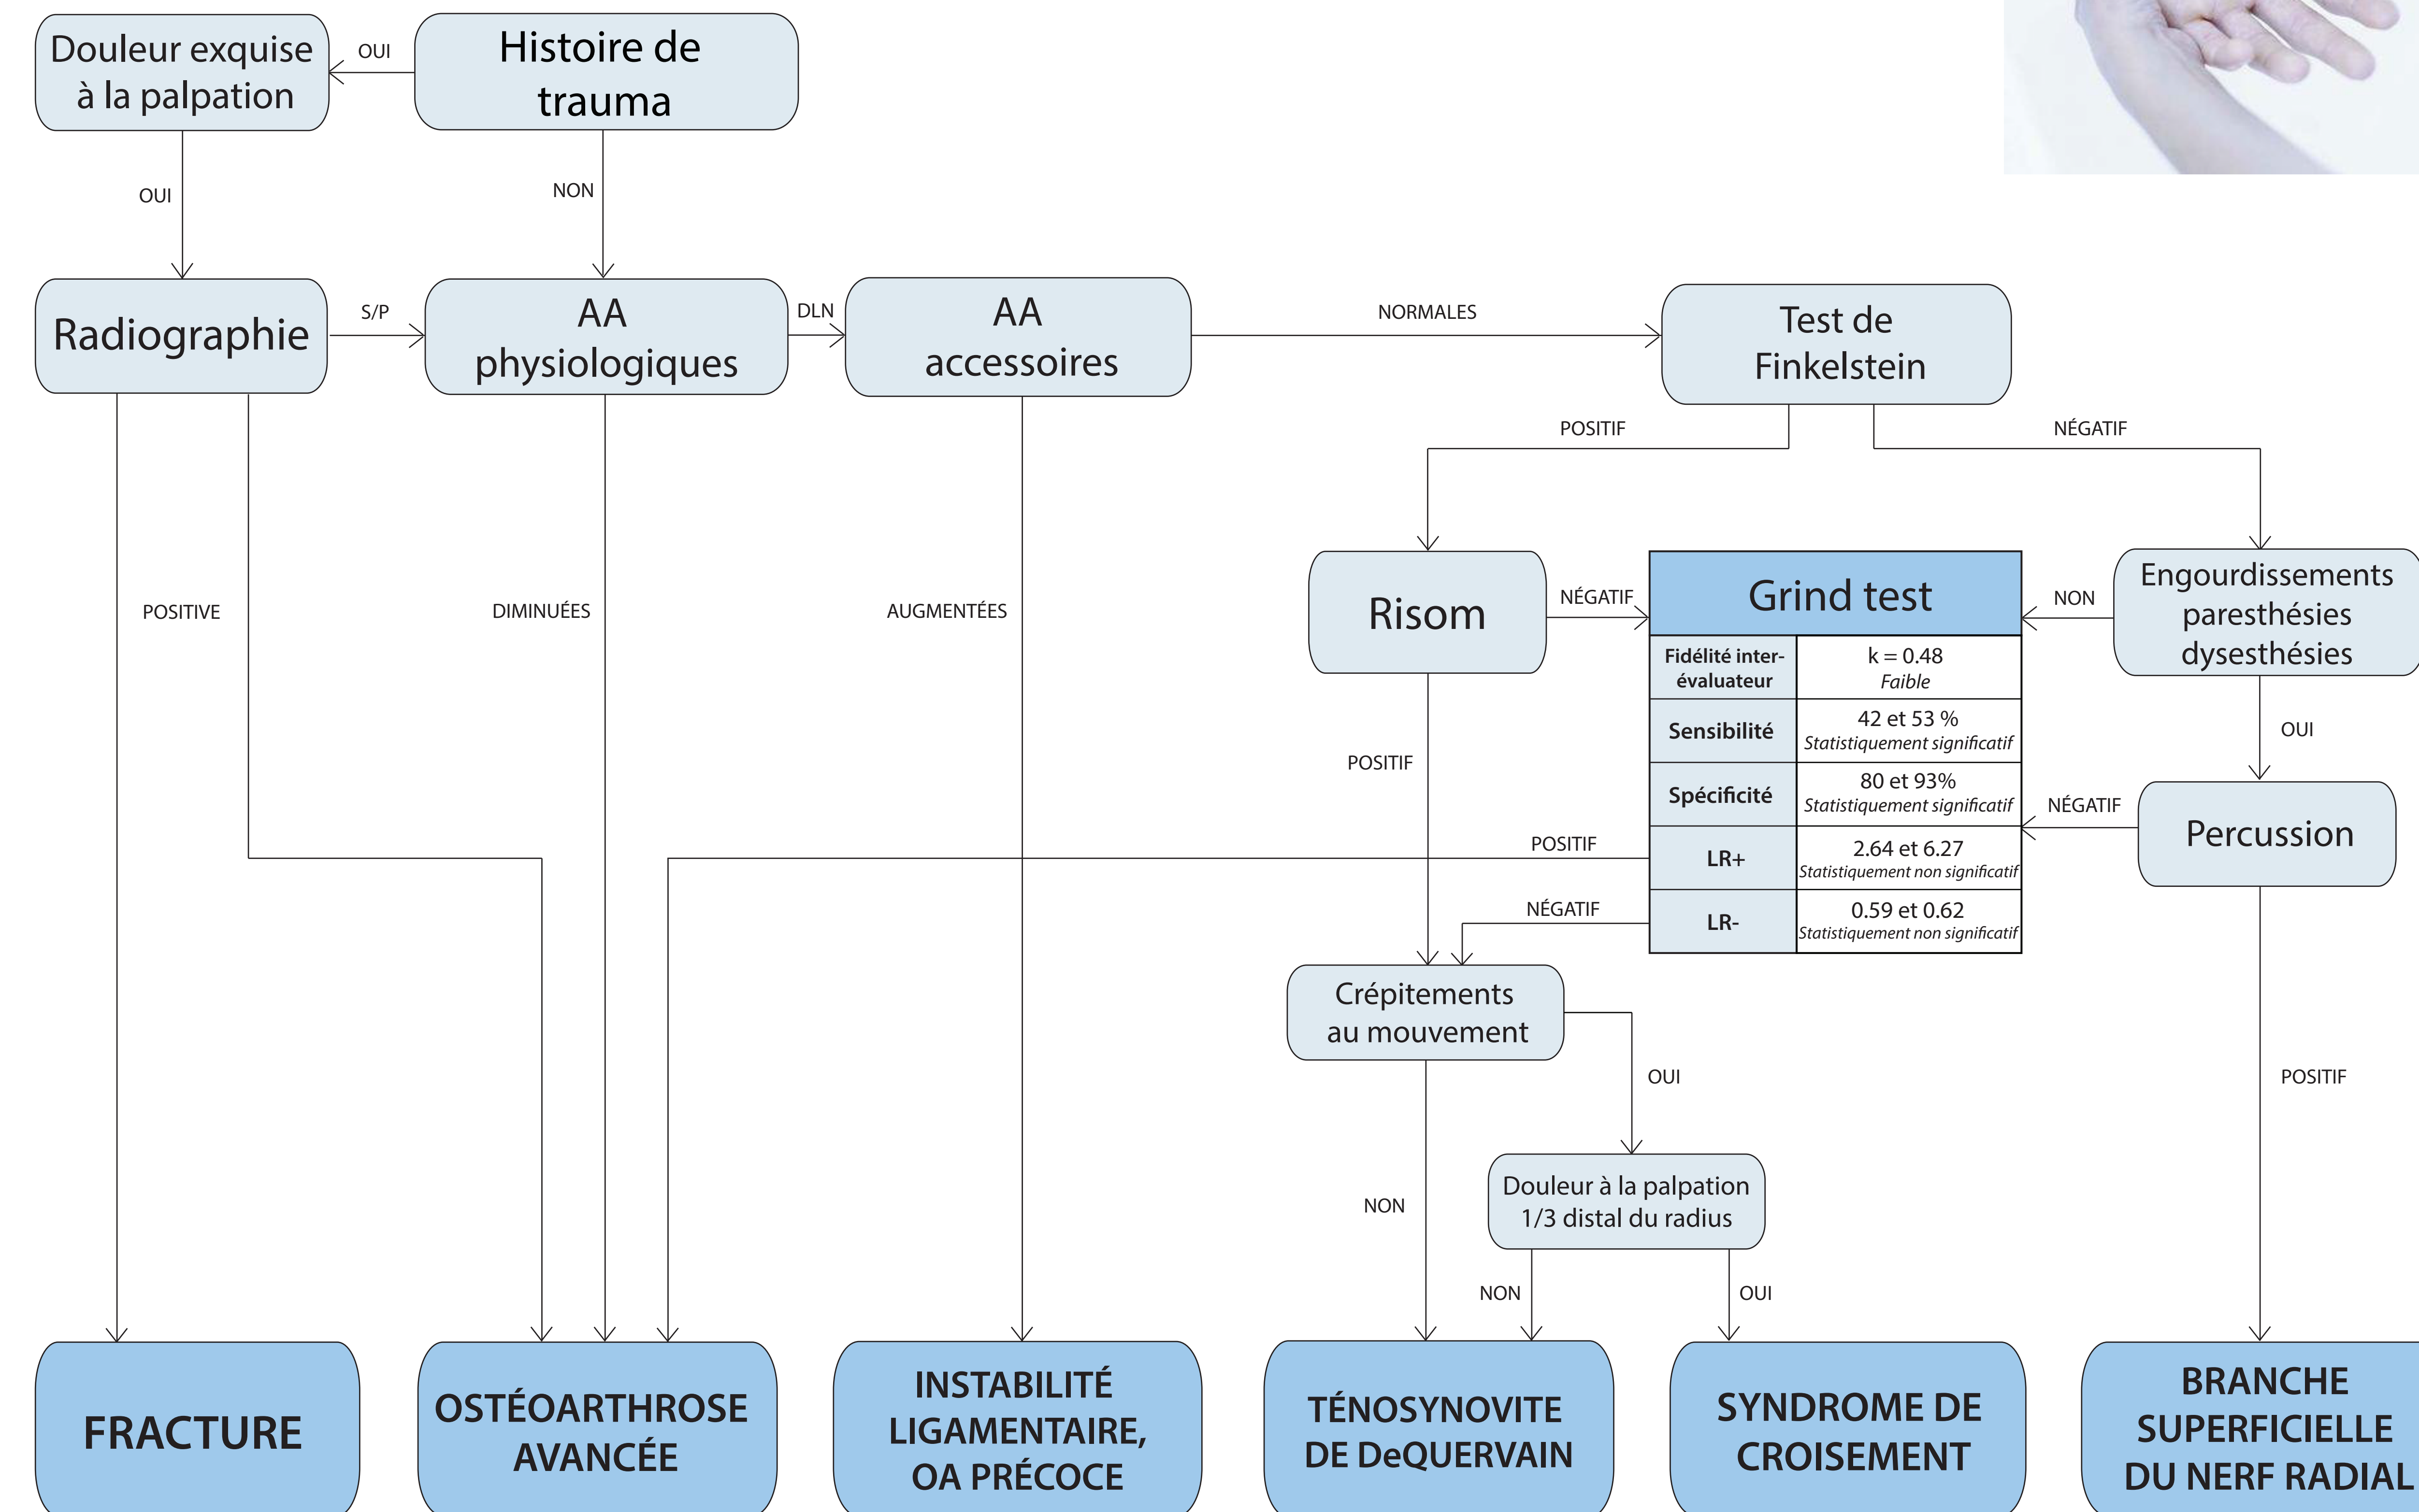 Douleur exquise
à la palpation
OUI
Histoire de
trauma
OUI
NON
Radiographie
S/P
AA
physiologiques
DLN
AA
accessoires
NORMALES
Test de
Finkelstein
POSITIF
NÉGATIF
POSITIVE
DIMINUÉES
AUGMENTÉES
Risom
NÉGATIF
Grind test
Fidélité inter-
évaluateur
k = 0.48
Faible
Sensibilité
42 et 53 %
Statistiquement significatif
Spécificité
80 et 93%
Statistiquement significatif
LR+
2.64 et 6.27
Statistiquement non significatif
LR-
0.59 et 0.62
Statistiquement non significatif
NON
Engourdissements
paresthésies
dysesthésies
OUI
POSITIF
NÉGATIF
Percussion
POSITIF
NÉGATIF
Crépitements
au mouvement
OUI
POSITIF
Douleur à la palpation
1/3 distal du radius
NON
NON
OUI
FRACTURE
OSTÉOARTHROSE
AVANCÉE
INSTABILITÉ
LIGAMENTAIRE,
OA PRÉCOCE
TÉNOSYNOVITE
DE DeQUERVAIN
SYNDROME DE
CROISEMENT
BRANCHE
SUPERFICIELLE
DU NERF RADIAL